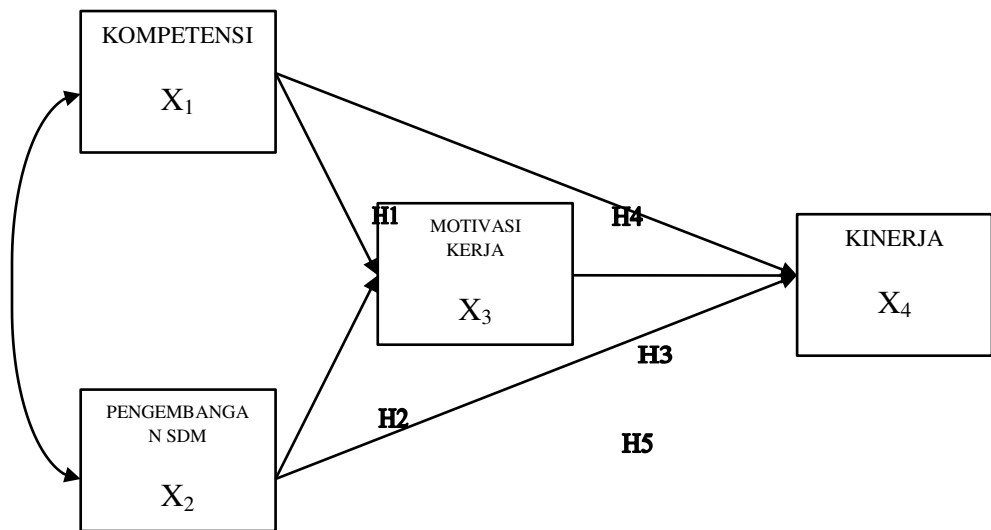 KOMPETENSI
X₁
H1
MOTIVASI
KERJA
X₃
H4
KINERJA
X₄
H3
PENGEMBANGA
N SDM
X₂
H2
H5